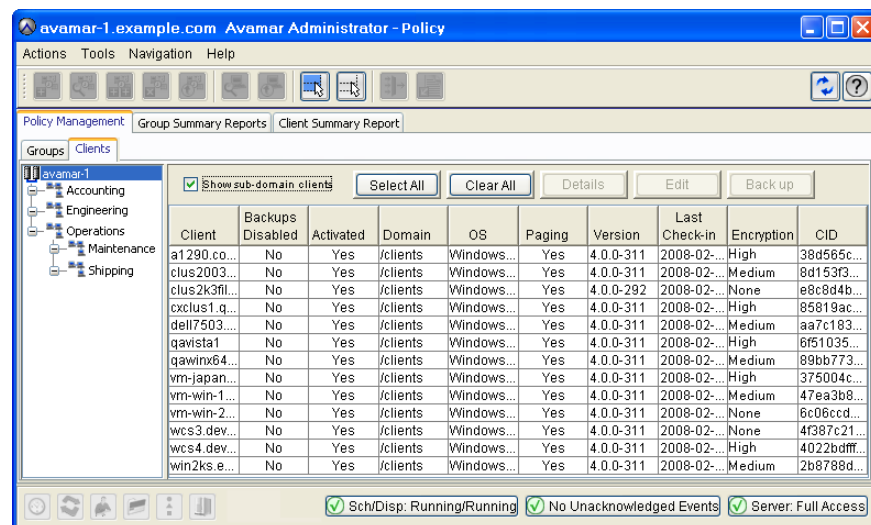 avamar-1.example.com Avamar Administrator - Policy
Actions Tools Navigation Help
Policy Management Group Summary Reports Client Summary Report
Groups Clients
avamar-1
Accounting
Engineering
Operations
Maintenance
Shipping
Show sub-domain clients Select All Clear All Details Edit Back up
Client Backups Disabled Activated Domain OS Paging Version Last Check-in Encryption CID
a1290.co... No Yes /clients Windows... Yes 4.0.0-311 2008-02-... High 38d565c...
clus2003... No Yes /clients Windows... Yes 4.0.0-311 2008-02-... Medium 8d153f3...
clus2k3fil... No Yes /clients Windows... Yes 4.0.0-292 2008-02-... None e8c8d4b...
cxclus1.q... No Yes /clients Windows... Yes 4.0.0-311 2008-02-... High 85819ac...
dell7503.... No Yes /clients Windows... Yes 4.0.0-311 2008-02-... Medium aa7c183...
qavista1 No Yes /clients Windows... Yes 4.0.0-311 2008-02-... High 6f51035...
qawinx64... No Yes /clients Windows... Yes 4.0.0-311 2008-02-... Medium 89bb773...
vm-japan... No Yes /clients Windows... Yes 4.0.0-311 2008-02-... High 375004c...
vm-win-1... No Yes /clients Windows... Yes 4.0.0-311 2008-02-... Medium 47ea3b8...
vm-win-2... No Yes /clients Windows... Yes 4.0.0-311 2008-02-... None 6c06ccd...
wcs3.dev... No Yes /clients Windows... Yes 4.0.0-311 2008-02-... None 4f387c21...
wcs4.dev... No Yes /clients Windows... Yes 4.0.0-311 2008-02-... High 4022bdfff...
win2ks.e... No Yes /clients Windows... Yes 4.0.0-311 2008-02-... Medium 2b8788d...
Sch/Disp: Running/Running No Unacknowledged Events Server: Full Access